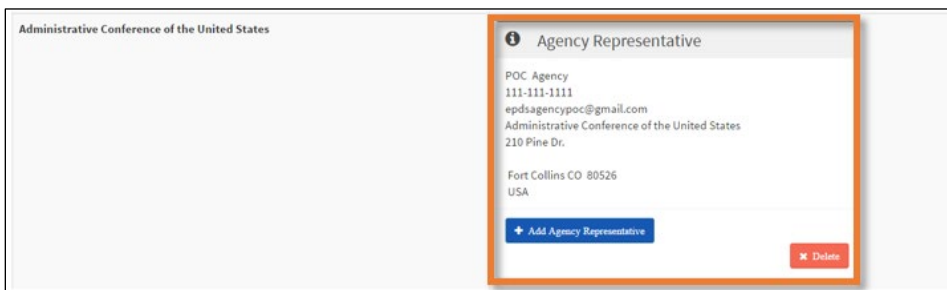 Administrative Conference of the United States
Agency Representative
POC Agency
111-111-1111
epdsagencypoc@gmail.com
Administrative Conference of the United States
210 Pine Dr.
Fort Collins CO 80526
USA
+ Add Agency Representative
✖ Delete